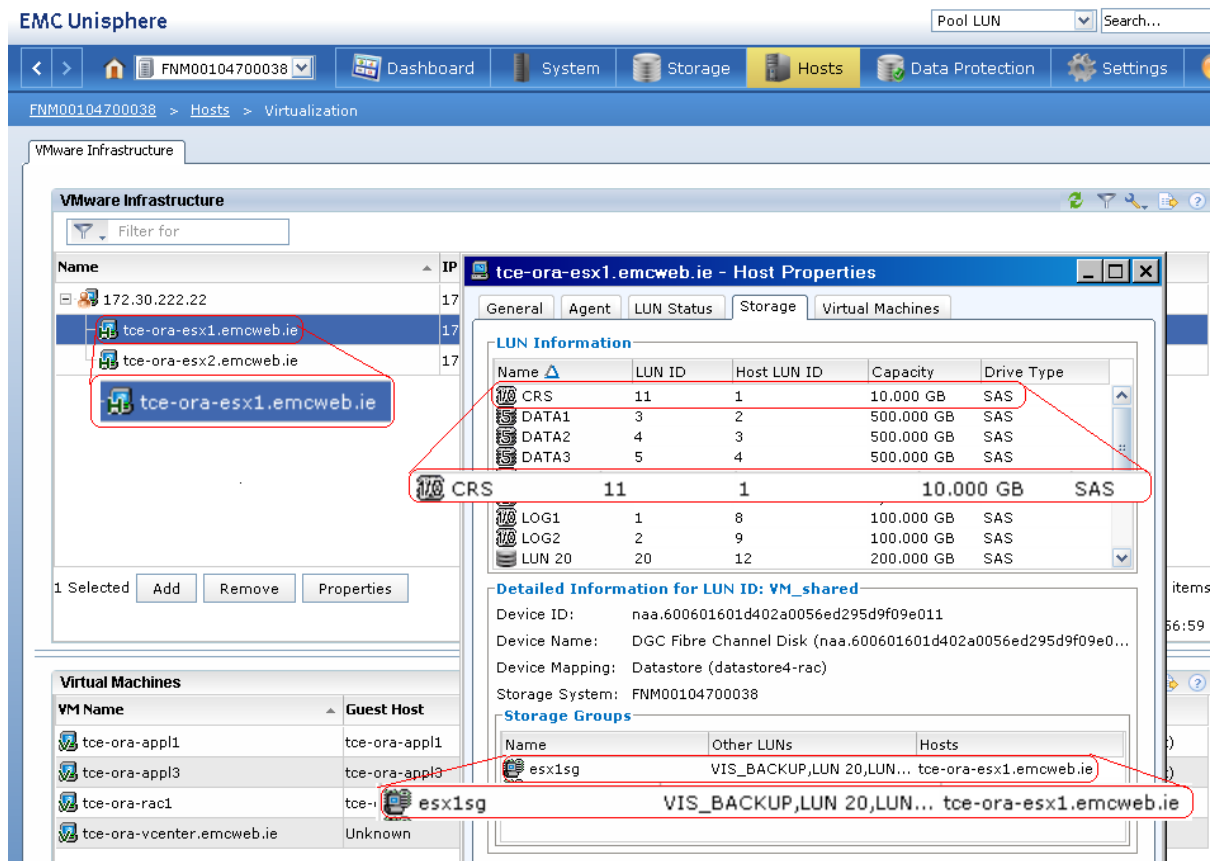 EMC Unisphere
Pool LUN Search...
FNM00104700038 Dashboard System Storage Hosts Data Protection Settings
FNM00104700038 > Hosts > Virtualization
VMware Infrastructure
VMware Infrastructure
Filter for
Name IP
172.30.222.22 17
tce-ora-esx1.emcweb.ie 17
tce-ora-esx2.emcweb.ie 17
tce-ora-esx1.emcweb.ie
1 Selected Add Remove Properties
items
56:59
tce-ora-esx1.emcweb.ie - Host Properties
General Agent LUN Status Storage Virtual Machines
LUN Information
Name LUN ID Host LUN ID Capacity Drive Type
CRS 11 1 10.000 GB SAS
DATA1 3 2 500.000 GB SAS
DATA2 4 3 500.000 GB SAS
DATA3 5 4 500.000 GB SAS
CRS 11 1 10.000 GB SAS
LOG1 1 8 100.000 GB SAS
LOG2 2 9 100.000 GB SAS
LUN 20 20 12 200.000 GB SAS
Detailed Information for LUN ID: VM_shared
Device ID: naa.600601601d402a0056ed295d9f09e011
Device Name: DGC Fibre Channel Disk (naa.600601601d402a0056ed295d9f09e0...
Device Mapping: Datastore (datastore4-rac)
Storage System: FNM00104700038
Storage Groups
Name Other LUNs Hosts
esx1sg VIS_BACKUP,LUN 20,LUN... tce-ora-esx1.emcweb.ie
esx1sg VIS_BACKUP,LUN 20,LUN... tce-ora-esx1.emcweb.ie
Virtual Machines
VM Name Guest Host
tce-ora-appl1 tce-ora-appl1
tce-ora-appl3 tce-ora-appl3
tce-ora-rac1 tce-
tce-ora-vcenter.emcweb.ie Unknown